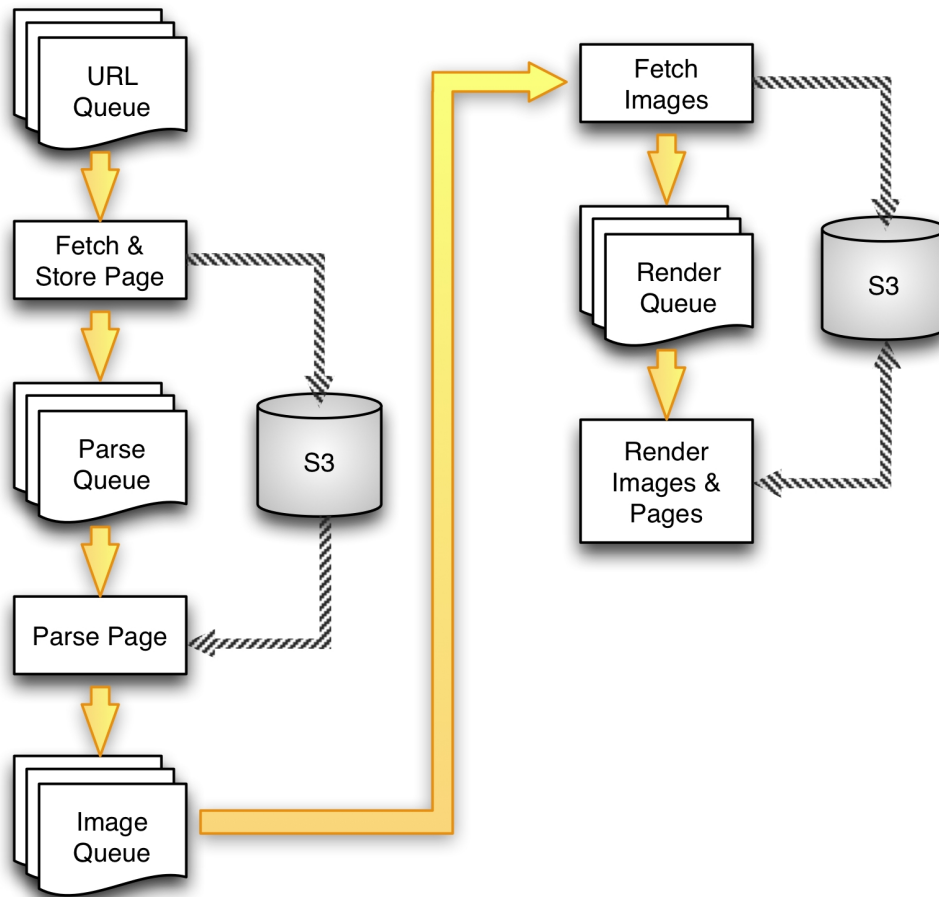 URL
Queue
Fetch &
Store Page
Parse
Queue
S3
Parse Page
Image
Queue
Fetch
Images
Render
Queue
S3
Render
Images &
Pages